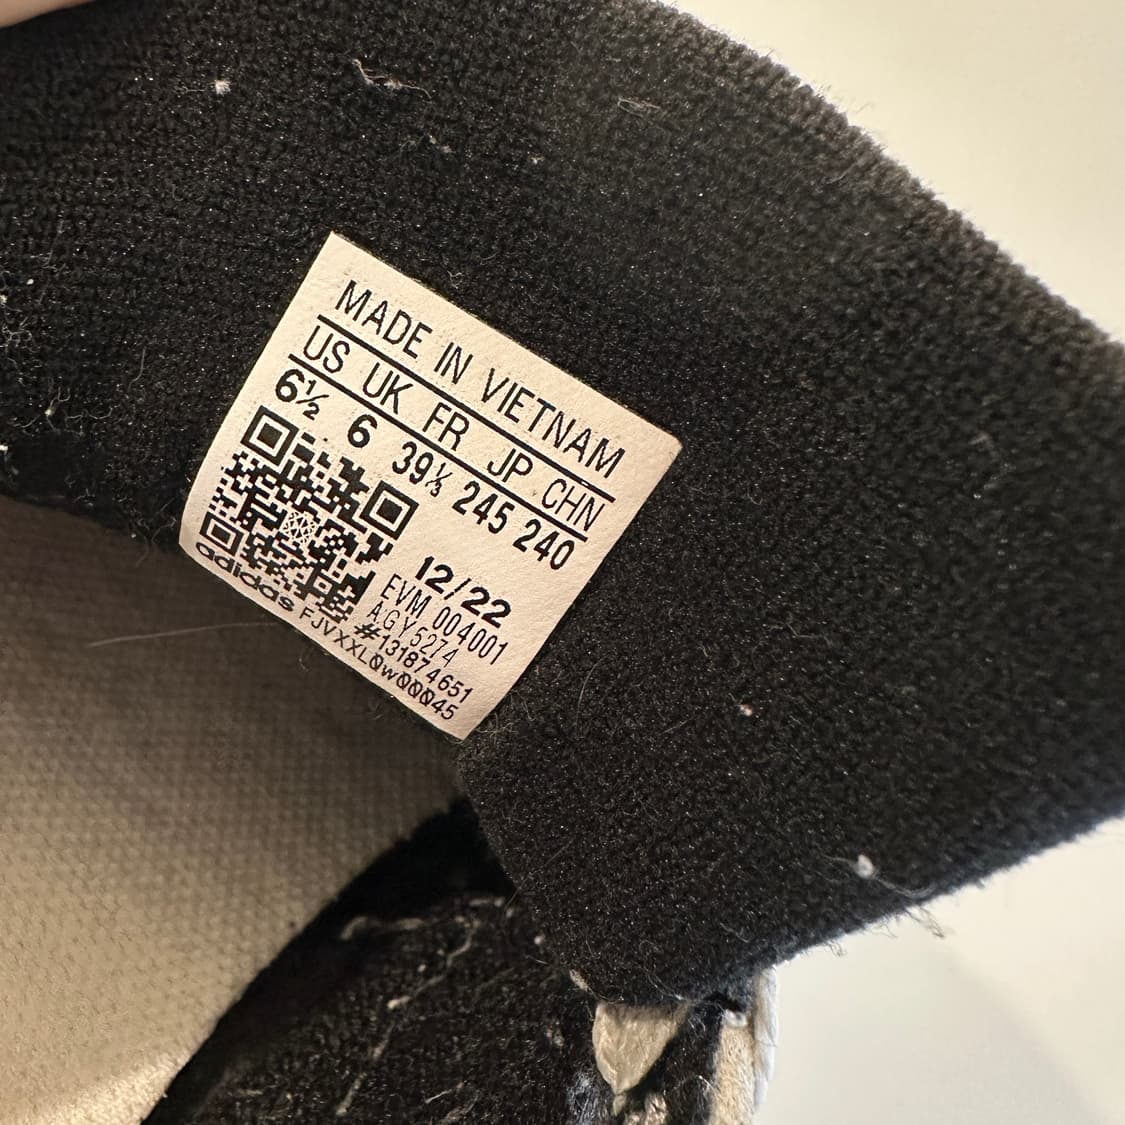 MADE IN VIETNAM
US UK FR JP CHN
6½ 6 39⅓ 245 240
12/22
EVM 004001
AGY5274
#131874651
adidas FJVXXLQwQQQ45